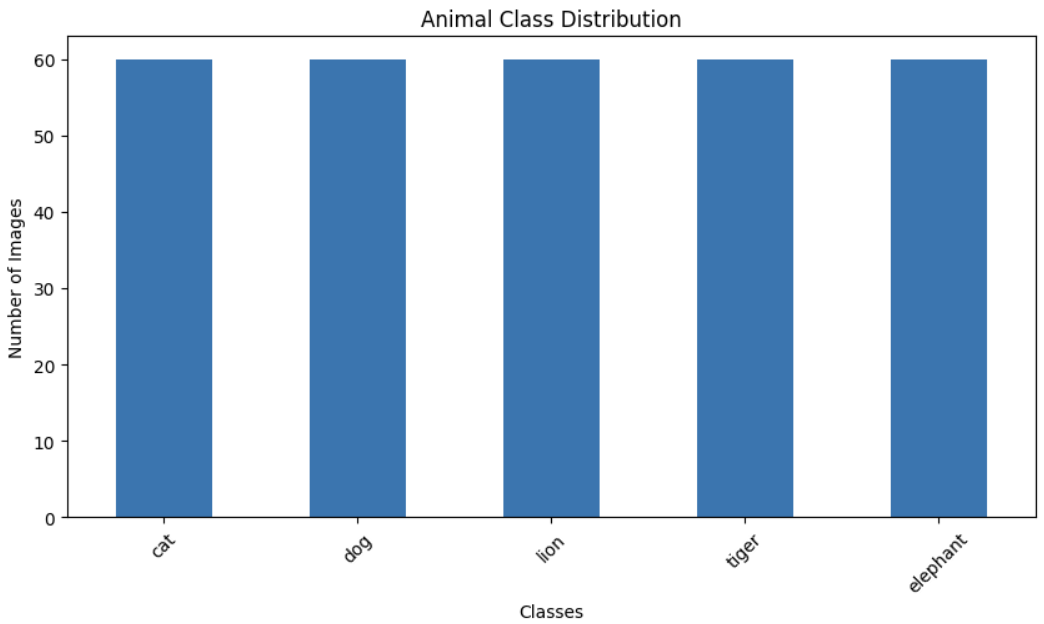 Animal Class Distribution
Number of Images
60
50
40
30
20
10
0
cat
dog
lion
tiger
elephant
Classes